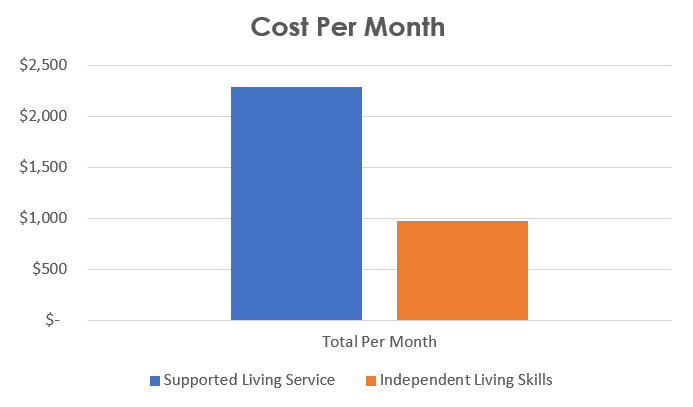 Cost Per Month
$2,500
$2,000
$1,500
$1,000
$500
$-
Total Per Month
Supported Living Service
Independent Living Skills